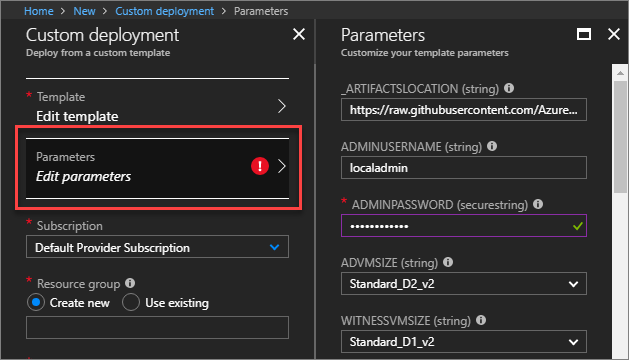 Home > New > Custom deployment > Parameters
Custom deployment
Deploy from a custom template
* Template
Edit template
Parameters
Edit parameters
* Subscription
Default Provider Subscription
* Resource group
Create new
Use existing
Parameters
Customize your template parameters
_ARTIFACTSLOCATION (string)
https://raw.githubusercontent.com/Azure...
ADMINUSERNAME (string)
localadmin
* ADMINPASSWORD (securestring)
••••••••••••
ADVMSIZE (string)
Standard_D2_v2
WITNESSVMSIZE (string)
Standard_D1_v2